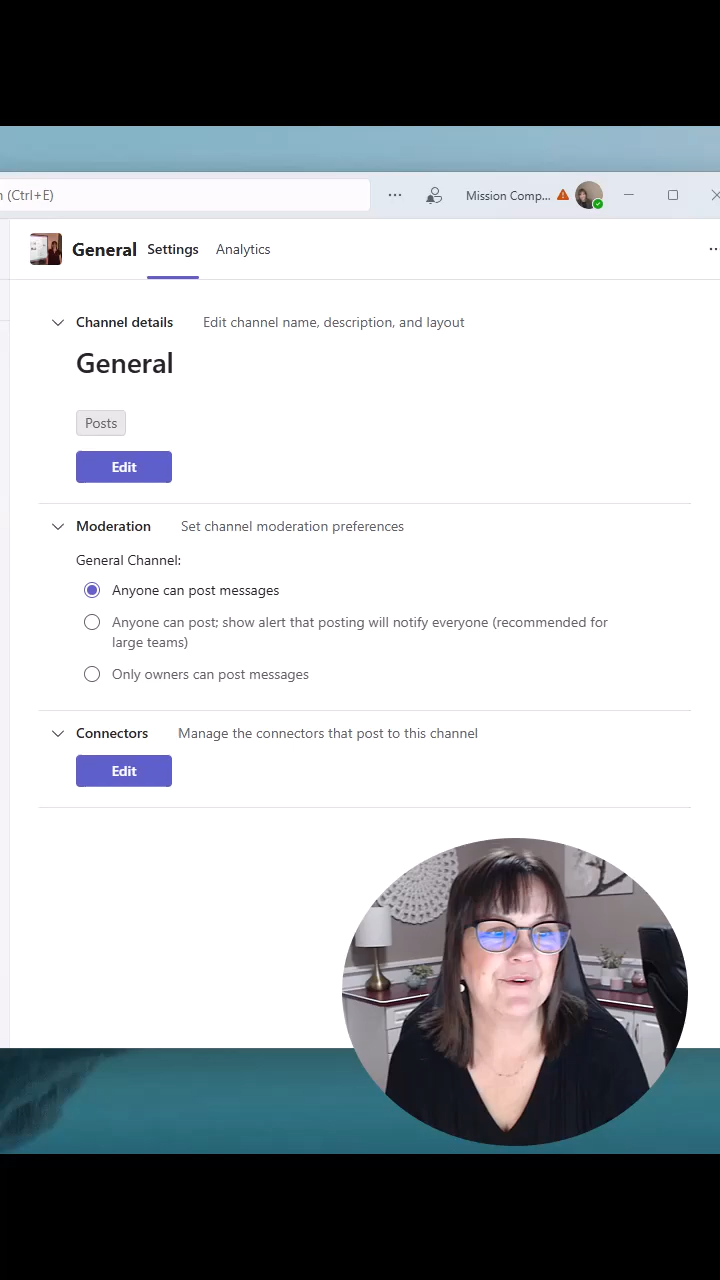 (Ctrl+E)
Mission Comp...
General Settings Analytics
Channel details Edit channel name, description, and layout
General
Posts
Edit
Moderation Set channel moderation preferences
General Channel:
Anyone can post messages
Anyone can post; show alert that posting will notify everyone (recommended for
large teams)
Only owners can post messages
Connectors Manage the connectors that post to this channel
Edit